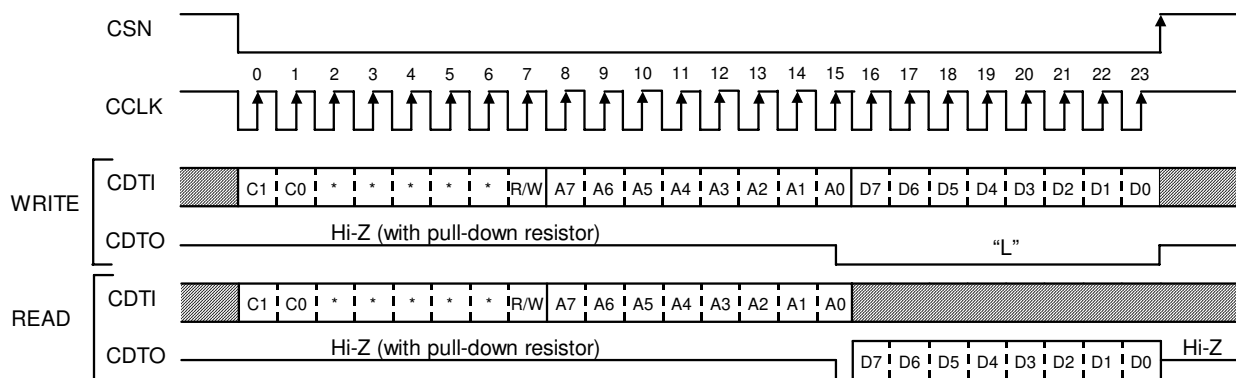 CSN
0 1 2 3 4 5 6 7 8 9 10 11 12 13 14 15 16 17 18 19 20 21 22 23
CCLK
WRITE
CDTI C1 C0 * * * * * R/W A7 A6 A5 A4 A3 A2 A1 A0 D7 D6 D5 D4 D3 D2 D1 D0
CDTO Hi-Z (with pull-down resistor) “L”
READ
CDTI C1 C0 * * * * * R/W A7 A6 A5 A4 A3 A2 A1 A0
CDTO Hi-Z (with pull-down resistor) D7 D6 D5 D4 D3 D2 D1 D0 Hi-Z